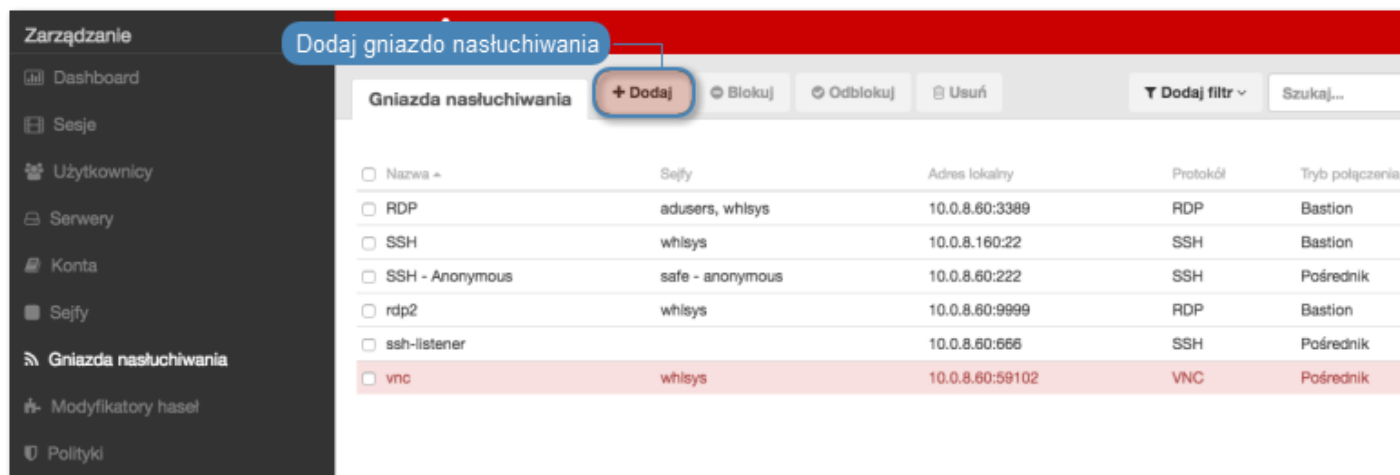 Zarządzanie
Dodaj gniazdo nasłuchiwania
Dashboard
Gniazda nasłuchiwania + Dodaj Blokuj Odblokuj Usuń Dodaj filtr Szukaj...
Sesje
Użytkownicy
Nazwa Sejfy Adres lokalny Protokół Tryb połączenia
RDP adusers, whlsys 10.0.8.60:3389 RDP Bastion
Serwery
SSH whlsys 10.0.8.160:22 SSH Bastion
Konta
SSH - Anonymous safe - anonymous 10.0.8.60:222 SSH Pośrednik
Sejfy
rdp2 whlsys 10.0.8.60:9999 RDP Bastion
ssh-listener 10.0.8.60:666 SSH Pośrednik
Gniazda nasłuchiwania
vnc whlsys 10.0.8.60:59102 VNC Pośrednik
Modyfikatory haseł
Polityki